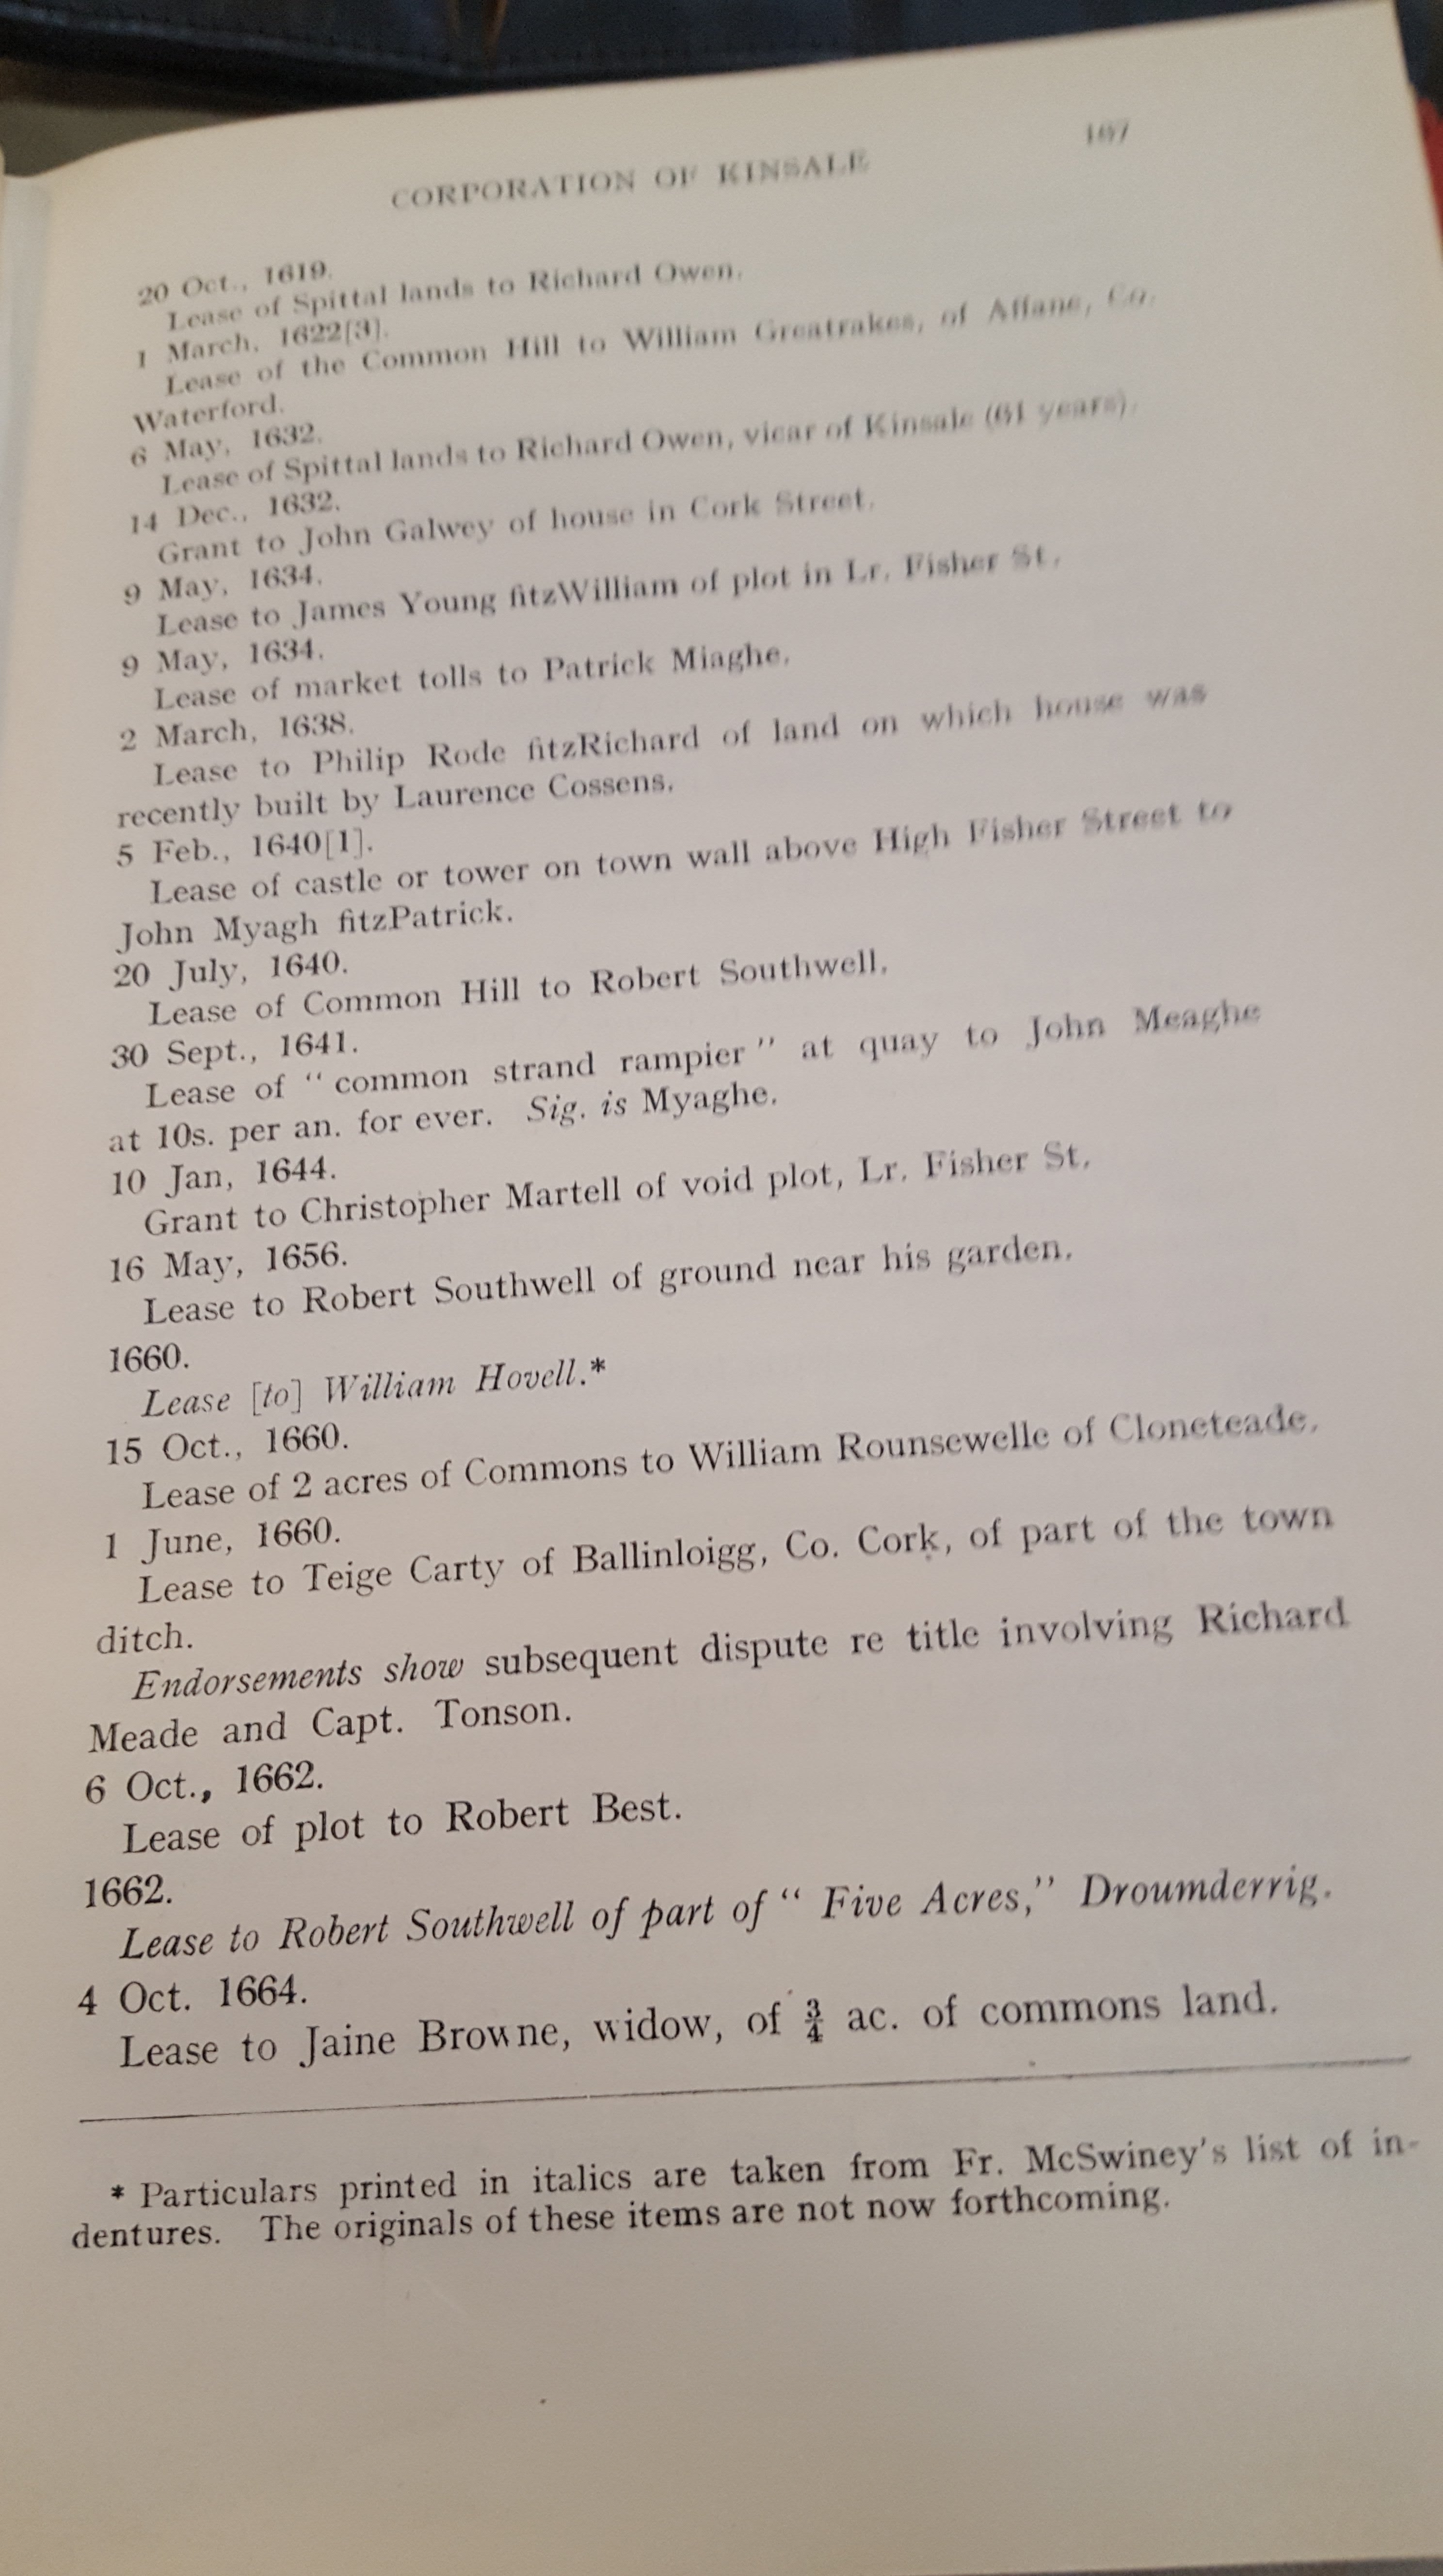 CORPORATION OF KINSALE 167
20 Oct., 1619.
Lease of Spittal lands to Richard Owen.
1 March, 1622[3].
Lease of the Common Hill to William Greatrakes, of Affane, Co.
Waterford.
6 May, 1632.
Lease of Spittal lands to Richard Owen, vicar of Kinsale (61 years).
14 Dec., 1632.
Grant to John Galwey of house in Cork Street.
9 May, 1634.
Lease to James Young fitzWilliam of plot in Lr. Fisher St.
9 May, 1634.
Lease of market tolls to Patrick Miaghe.
2 March, 1638.
Lease to Philip Rode fitzRichard of land on which house was
recently built by Laurence Cossens.
5 Feb., 1640[1].
Lease of castle or tower on town wall above High Fisher Street to
John Myagh fitzPatrick.
20 July, 1640.
Lease of Common Hill to Robert Southwell.
30 Sept., 1641.
Lease of “ common strand rampier ” at quay to John Meaghe
at 10s. per an. for ever. Sig. is Myaghe.
10 Jan, 1644.
Grant to Christopher Martell of void plot, Lr. Fisher St.
16 May, 1656.
Lease to Robert Southwell of ground near his garden.
1660.
Lease [to] William Hovell.*
15 Oct., 1660.
Lease of 2 acres of Commons to William Rounsewelle of Cloneteade.
1 June, 1660.
Lease to Teige Carty of Ballinloigg, Co. Cork, of part of the town
ditch.
Endorsements show subsequent dispute re title involving Richard
Meade and Capt. Tonson.
6 Oct., 1662.
Lease of plot to Robert Best.
1662.
Lease to Robert Southwell of part of “ Five Acres,” Droumderrig.
4 Oct. 1664.
Lease to Jaine Browne, widow, of ¾ ac. of commons land.
* Particulars printed in italics are taken from Fr. McSwiney's list of in-
dentures. The originals of these items are not now forthcoming.